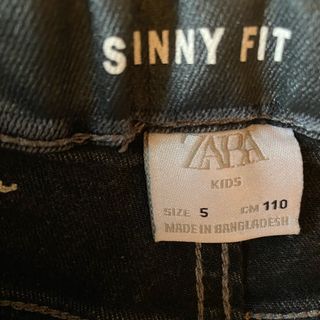 SINNY FIT
ZARA
KIDS
SIZE 5 CM 110
MADE IN BANGLADESH